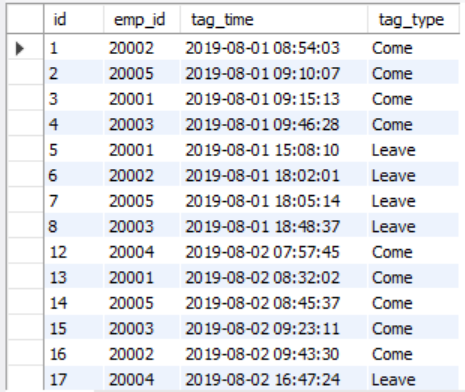 id emp_id tag_time tag_type
1 20002 2019-08-01 08:54:03 Come
2 20005 2019-08-01 09:10:07 Come
3 20001 2019-08-01 09:15:13 Come
4 20003 2019-08-01 09:46:28 Come
5 20001 2019-08-01 15:08:10 Leave
6 20002 2019-08-01 18:02:01 Leave
7 20005 2019-08-01 18:05:14 Leave
8 20003 2019-08-01 18:48:37 Leave
12 20004 2019-08-02 07:57:45 Come
13 20001 2019-08-02 08:32:02 Come
14 20005 2019-08-02 08:45:37 Come
15 20003 2019-08-02 09:23:11 Come
16 20002 2019-08-02 09:43:30 Come
17 20004 2019-08-02 16:47:24 Leave